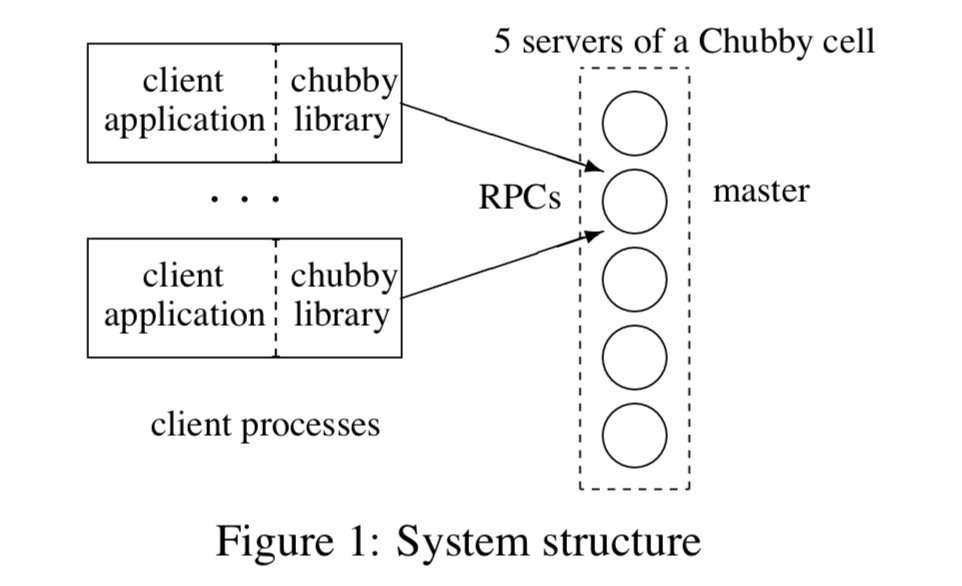 5 servers of a Chubby cell
client application
chubby library
. . .
RPCs
master
client application
chubby library
client processes
Figure 1: System structure